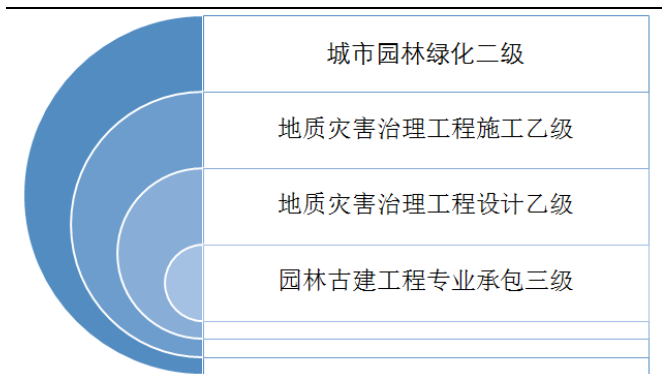 城市园林绿化二级
地质灾害治理工程施工乙级
地质灾害治理工程设计乙级
园林古建工程专业承包三级